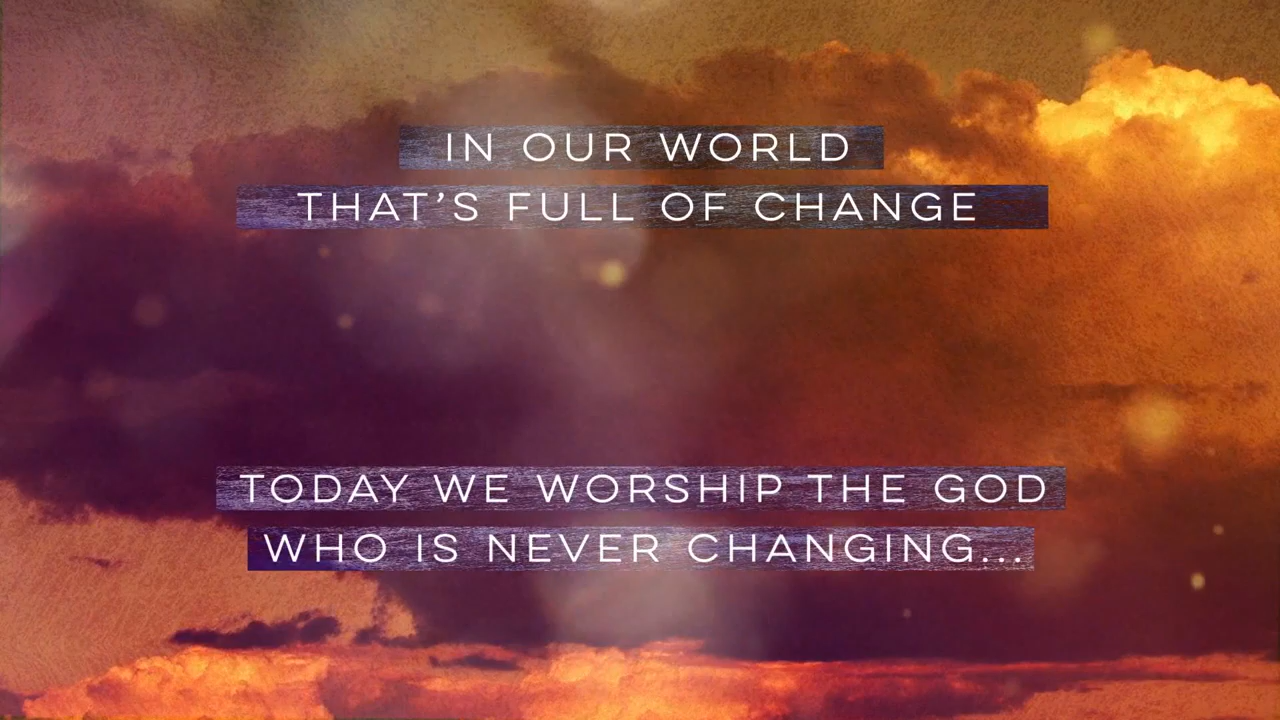 IN OUR WORLD
THAT’S FULL OF CHANGE
TODAY WE WORSHIP THE GOD
WHO IS NEVER CHANGING...